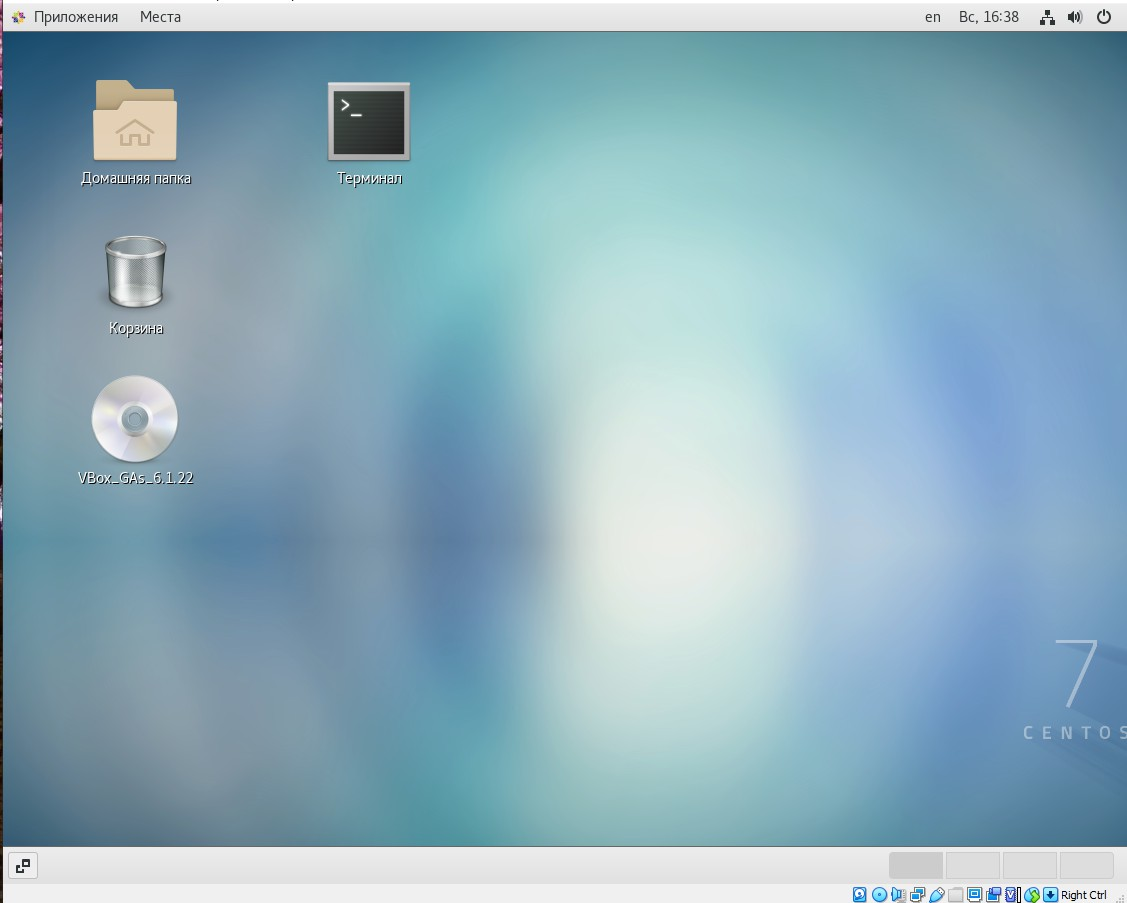 Приложения Места en Вс, 16:38
>_
Домашняя папка Терминал
Корзина
VBox_GAs_6.1.22
7
CENTOS
Right Ctrl